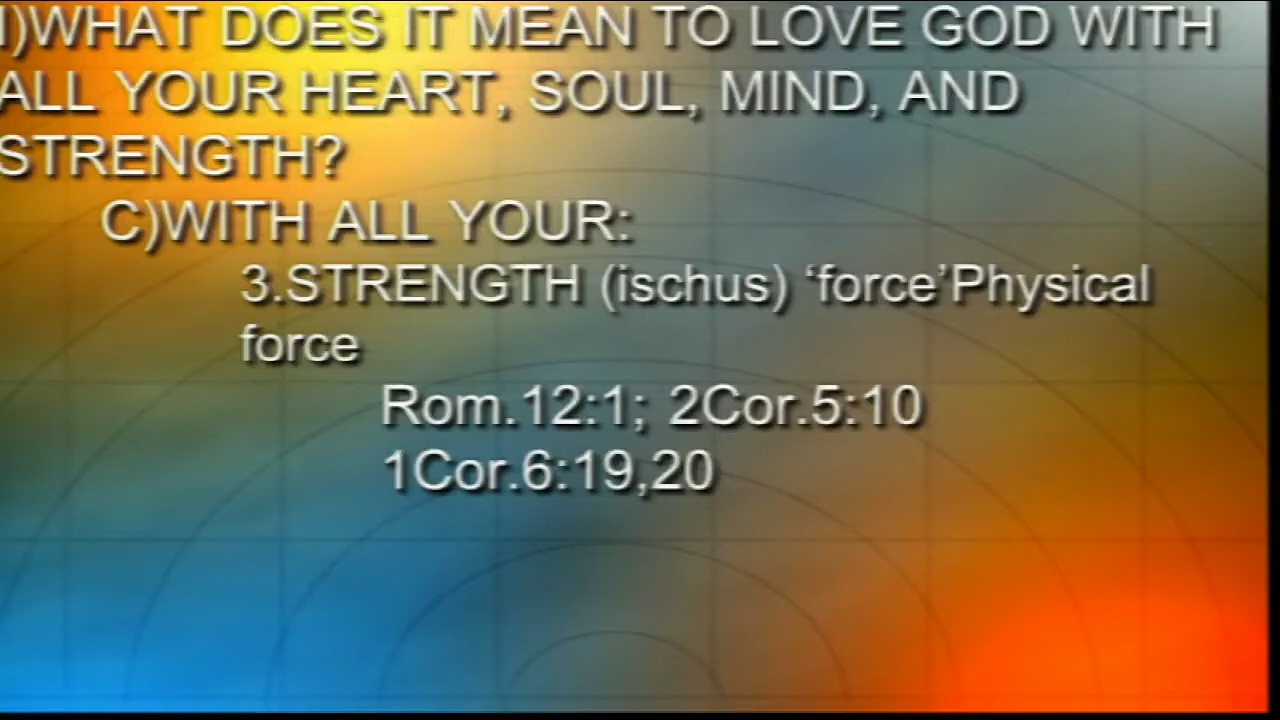 I)WHAT DOES IT MEAN TO LOVE GOD WITH
ALL YOUR HEART, SOUL, MIND, AND
STRENGTH?
C)WITH ALL YOUR:
3.STRENGTH (ischus) ‘force’Physical
force
Rom.12:1; 2Cor.5:10
1Cor.6:19,20